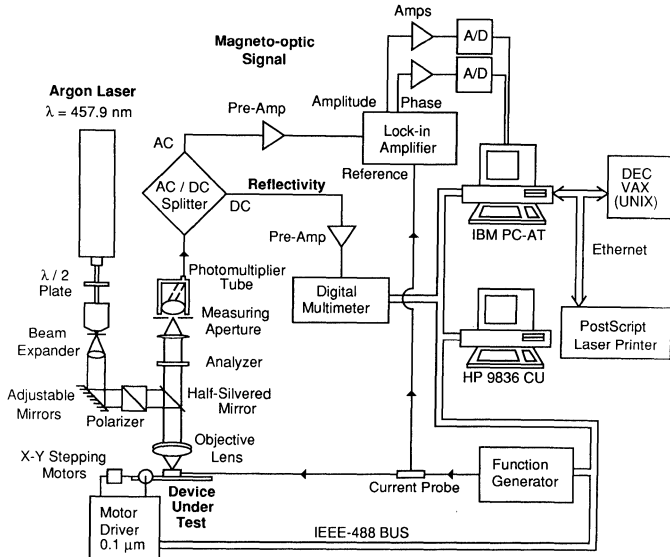 Amps
A/D
Magneto-optic
Signal
A/D
Argon Laser
λ = 457.9 nm
Pre-Amp
Amplitude
Phase
AC
Lock-in
Amplifier
AC / DC
Splitter
Reflectivity
DC
Reference
DEC
VAX
(UNIX)
IBM PC-AT
Pre-Amp
Ethernet
λ / 2
Plate
Photomultiplier
Tube
Digital
Multimeter
Measuring
Aperture
PostScript
Laser Printer
Beam
Expander
Analyzer
HP 9836 CU
Adjustable
Mirrors
Polarizer
Half-Silvered
Mirror
Objective
Lens
X-Y Stepping
Motors
Current Probe
Function
Generator
Device
Under
Test
Motor
Driver
0.1 μm
IEEE-488 BUS